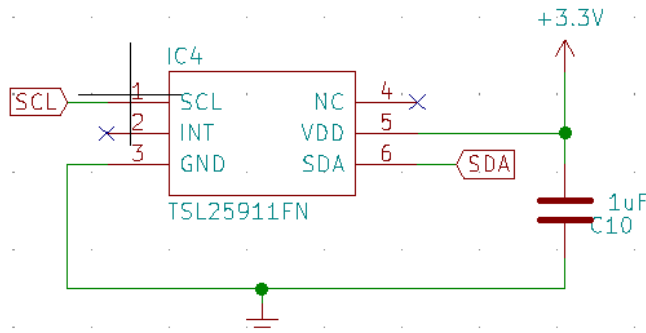 +3.3V
IC4
SCL 1 SCL NC 4
2 INT VDD 5
3 GND SDA 6 SDA
TSL25911FN
1uF
C10